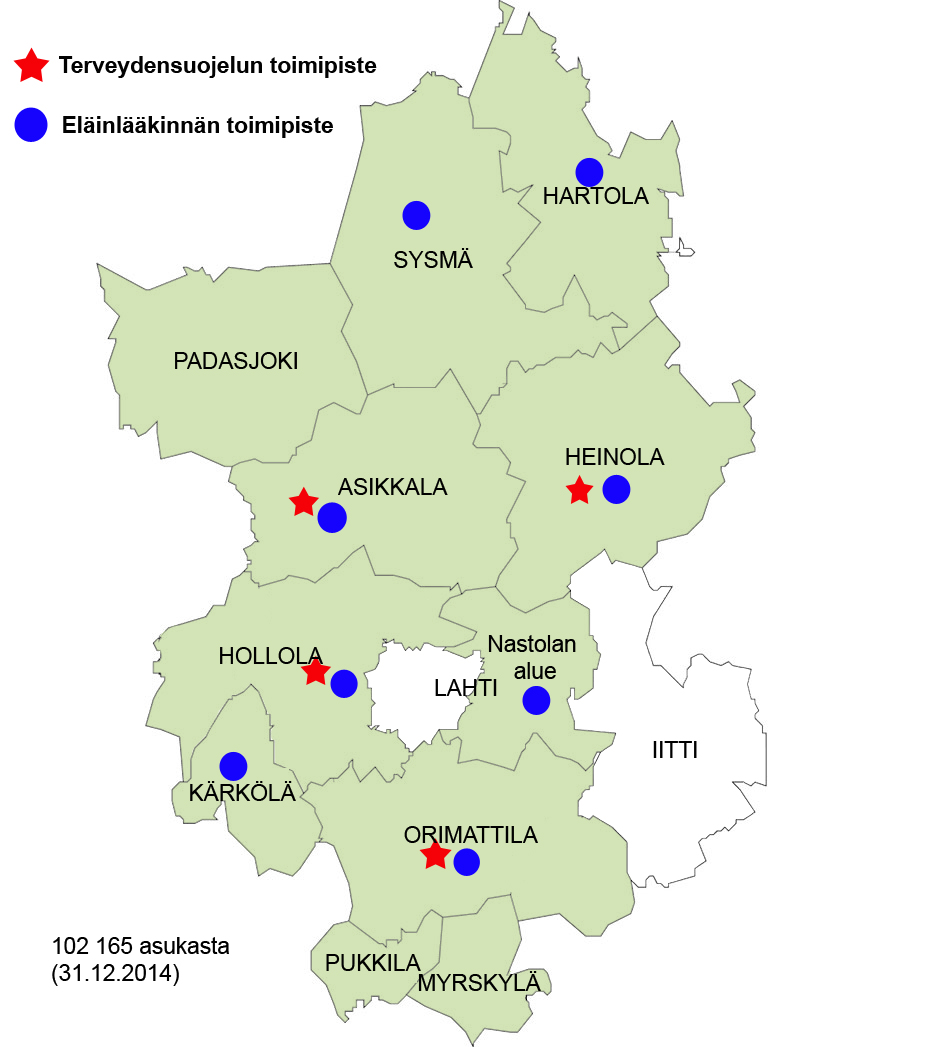 Terveydensuojelun toimipiste
Eläinlääkinnän toimipiste
HARTOLA
SYSMÄ
PADASJOKI
HEINOLA
ASIKKALA
Nastolan
alue
HOLLOLA
LAHTI
IITTI
KÄRKÖLÄ
ORIMATTILA
102 165 asukasta
(31.12.2014)
PUKKILA
MYRSKYLÄ